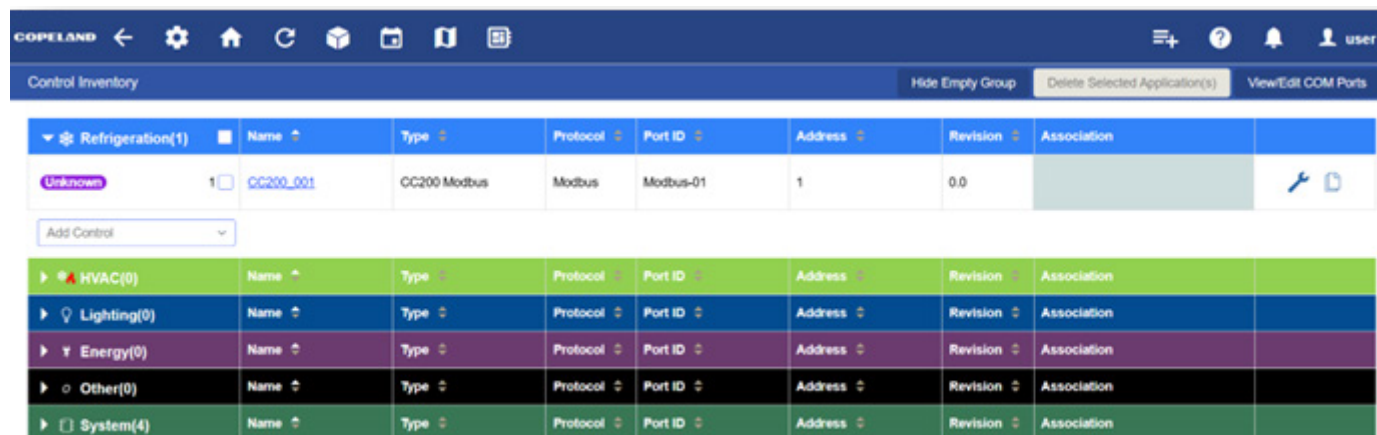 COPELAND user
Control Inventory Hide Empty Group Delete Selected Application(s) View/Edit COM Ports
Refrigeration(1) Name Type Protocol Port ID Address Revision Association
Unknown 1 CC200_001 CC200 Modbus Modbus Modbus-01 1 0.0
Add Control
HVAC(0) Name Type Protocol Port ID Address Revision Association
Lighting(0) Name Type Protocol Port ID Address Revision Association
Energy(0) Name Type Protocol Port ID Address Revision Association
Other(0) Name Type Protocol Port ID Address Revision Association
System(4) Name Type Protocol Port ID Address Revision Association